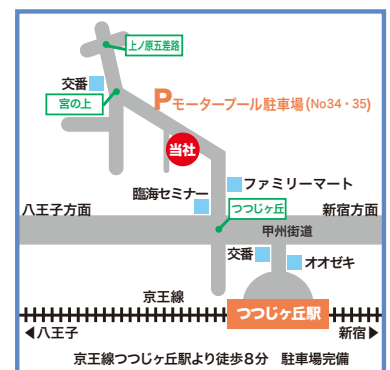 上ノ原五差路
交番
宮の上
Pモータープール駐車場(No34・35)
当社
臨海セミナー
ファミリーマート
八王子方面
つつじヶ丘
新宿方面
甲州街道
交番
オオゼキ
京王線
つつじヶ丘駅
◀八王子
新宿▶
京王線つつじヶ丘駅より徒歩8分 駐車場完備